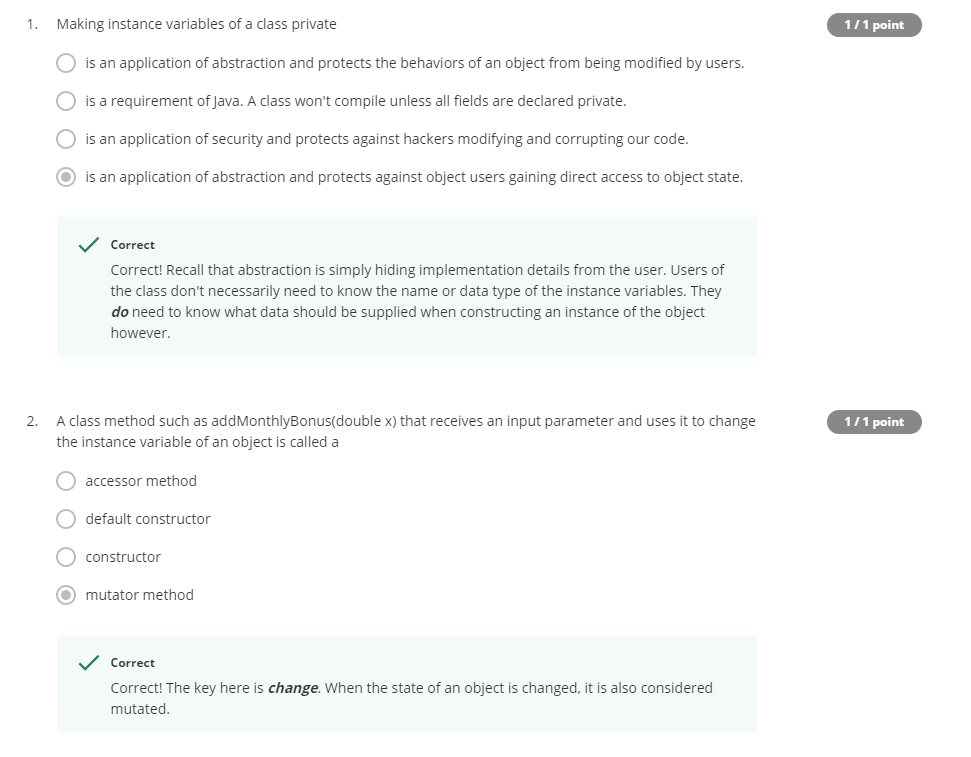 1. Making instance variables of a class private
1 / 1 point
is an application of abstraction and protects the behaviors of an object from being modified by users.
is a requirement of Java. A class won't compile unless all fields are declared private.
is an application of security and protects against hackers modifying and corrupting our code.
is an application of abstraction and protects against object users gaining direct access to object state.
Correct
Correct! Recall that abstraction is simply hiding implementation details from the user. Users of
the class don't necessarily need to know the name or data type of the instance variables. They
do need to know what data should be supplied when constructing an instance of the object
however.
2. A class method such as addMonthlyBonus(double x) that receives an input parameter and uses it to change
the instance variable of an object is called a
1 / 1 point
accessor method
default constructor
constructor
mutator method
Correct
Correct! The key here is change. When the state of an object is changed, it is also considered
mutated.